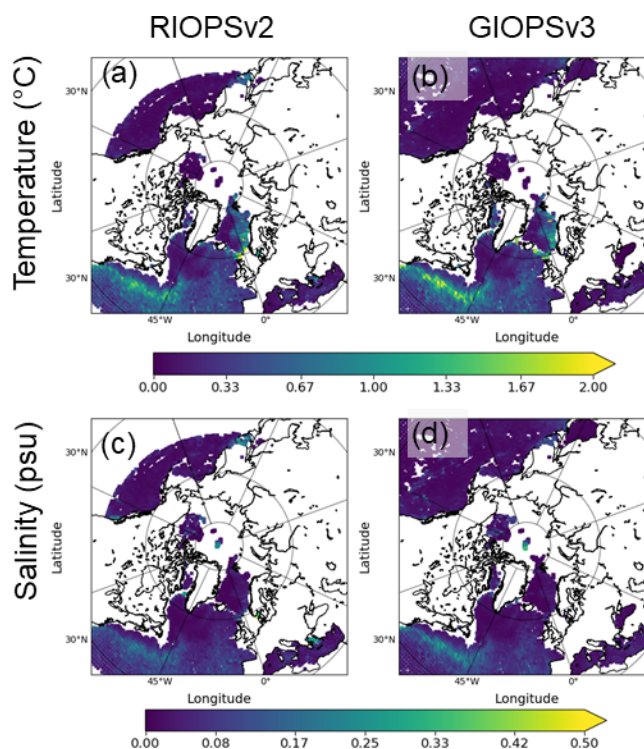 RIOPSv2 GIOPSv3
Temperature (°C)
(a) (b)
30°N 30°N
Latitude Latitude
30°N 30°N
45°W 0° 45°W 0°
Longitude Longitude
0.00 0.33 0.67 1.00 1.33 1.67 2.00
Salinity (psu)
(c) (d)
30°N 30°N
Latitude Latitude
30°N 30°N
45°W 0° 45°W 0°
Longitude Longitude
0.00 0.08 0.17 0.25 0.33 0.42 0.50